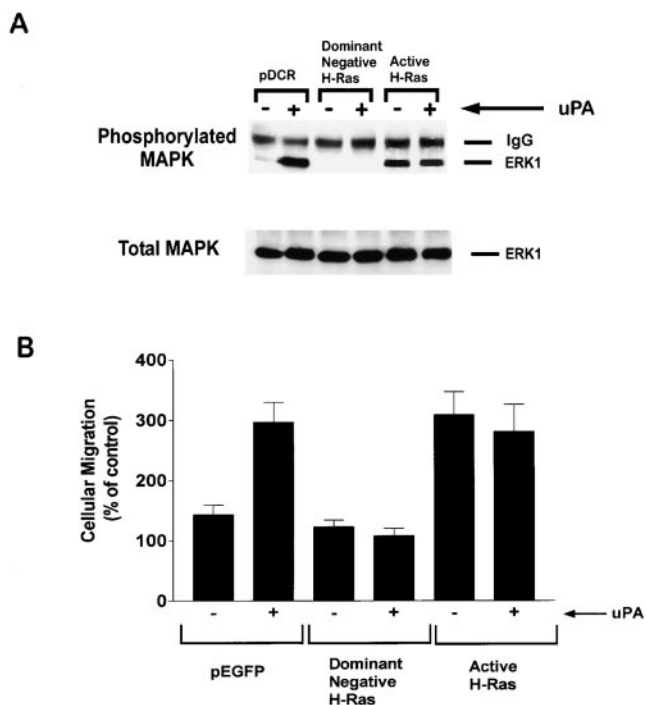 A
pDCR
Dominant
Negative
H-Ras
Active
H-Ras
- + - + - + uPA
Phosphorylated
MAPK
IgG
ERK1
Total MAPK
ERK1
B
Cellular Migration
(% of control)
400
300
200
100
0
- + - + - + uPA
pEGFP
Dominant
Negative
H-Ras
Active
H-Ras